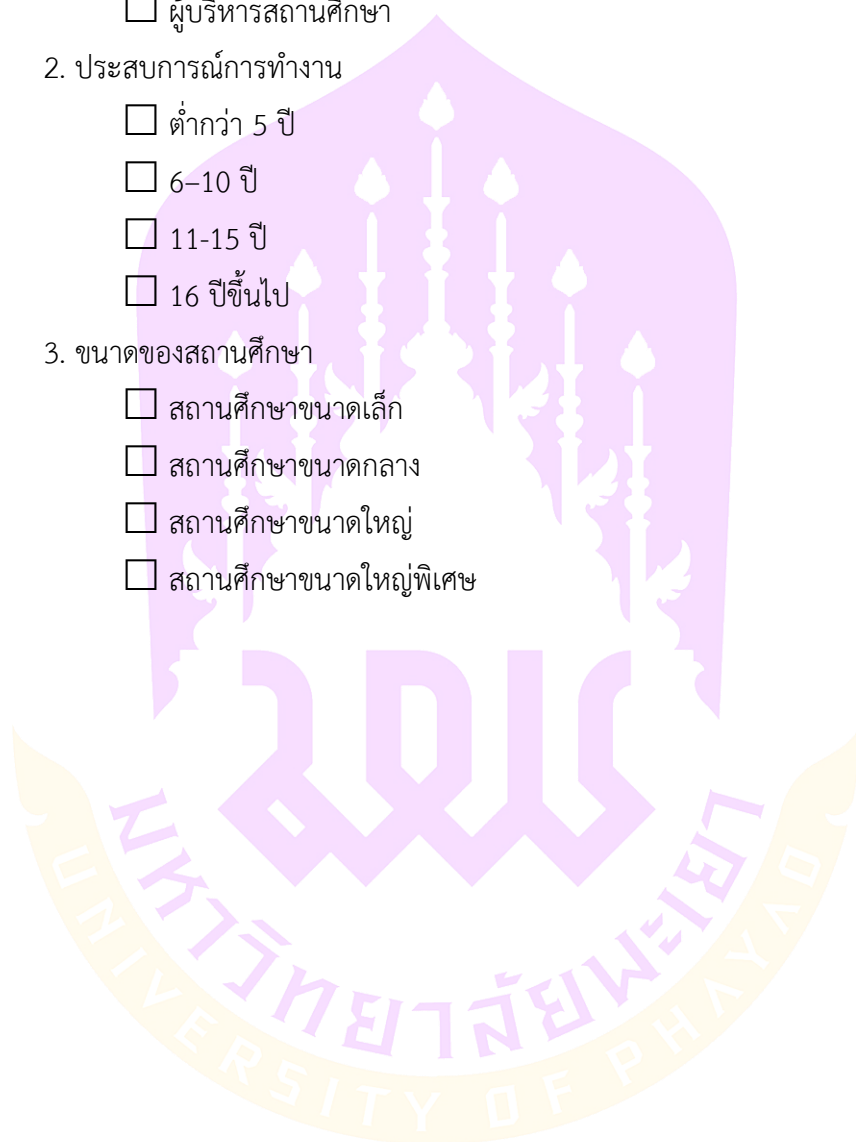 ☐ ผู้บริหารสถานศึกษา
2. ประสบการณ์การทำงาน
☐ ต่ำกว่า 5 ปี
☐ 6–10 ปี
☐ 11-15 ปี
☐ 16 ปีขึ้นไป
3. ขนาดของสถานศึกษา
☐ สถานศึกษาขนาดเล็ก
☐ สถานศึกษาขนาดกลาง
☐ สถานศึกษาขนาดใหญ่
☐ สถานศึกษาขนาดใหญ่พิเศษ
มพ
มหาวิทยาลัยพะเยา
UNIVERSITY OF PHAYAO